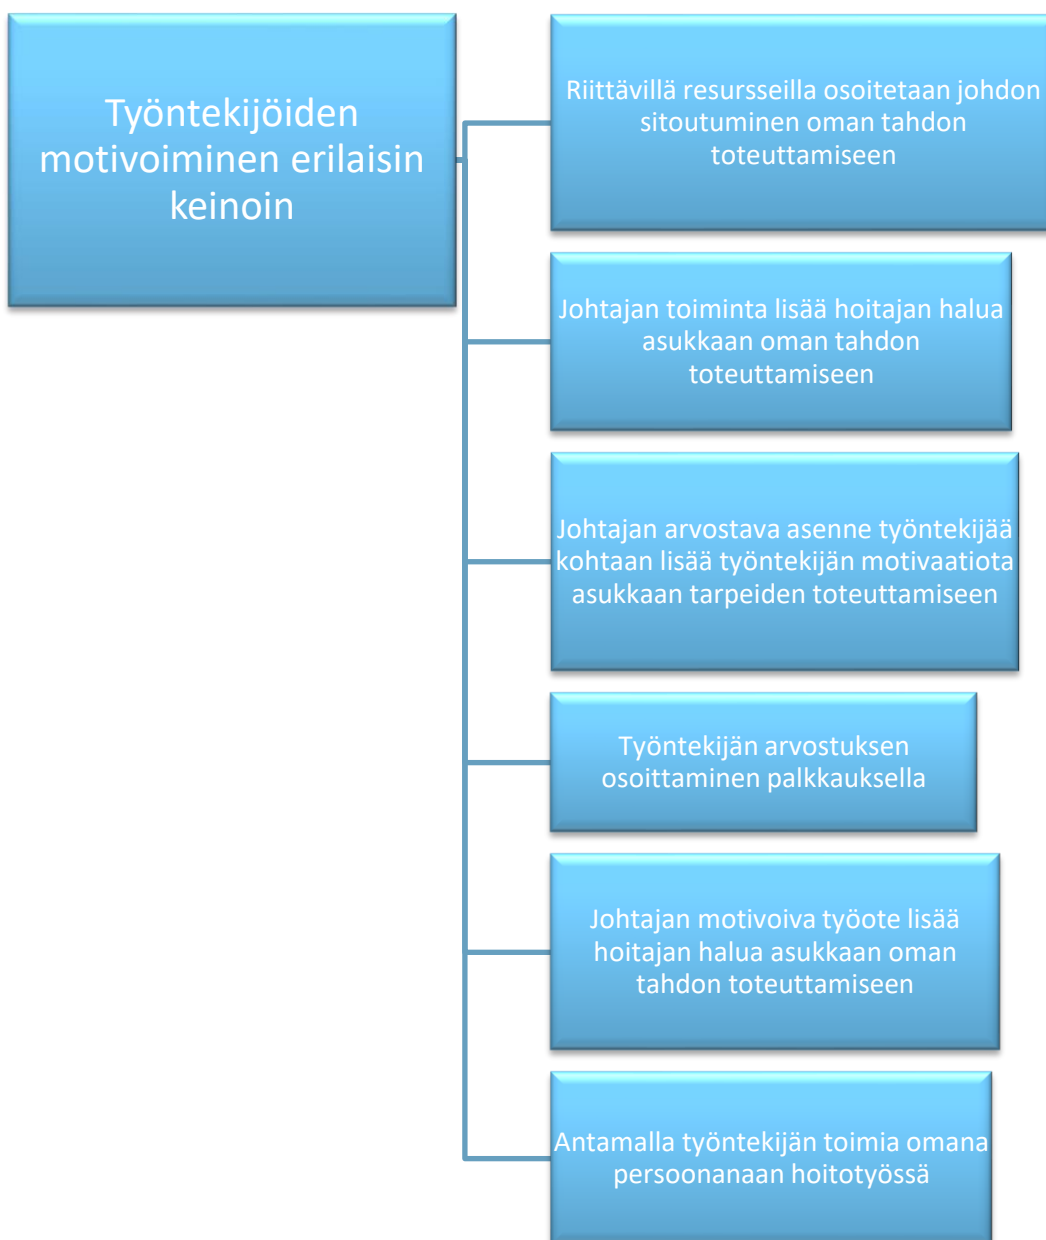 Työntekijöiden
motivoiminen erilaisin
keinoin
Riittävillä resursseilla osoitetaan johdon
sitoutuminen oman tahdon
toteuttamiseen
Johtajan toiminta lisää hoitajan halua
asukkaan oman tahdon
toteuttamiseen
Johtajan arvostava asenne työntekijää
kohtaan lisää työntekijän motivaatiota
asukkaan tarpeiden toteuttamiseen
Työntekijän arvostuksen
osoittaminen palkkauksella
Johtajan motivoiva työote lisää
hoitajan halua asukkaan oman
tahdon toteuttamiseen
Antamalla työntekijän toimia omana
persoonanaan hoitotyössä